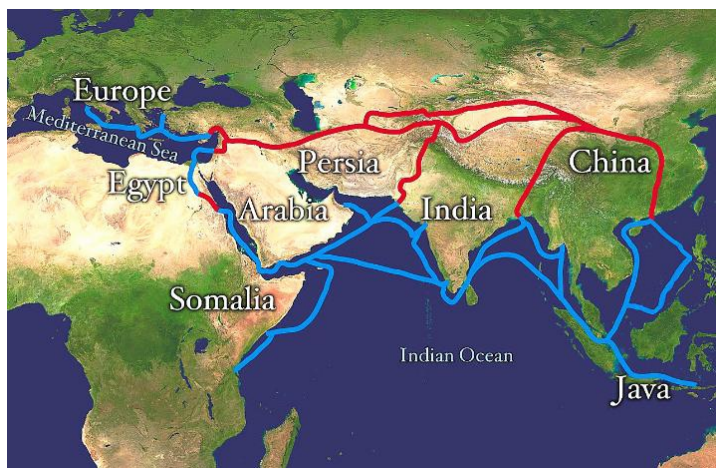 Europe
Mediterranean Sea
Egypt
Arabia
Persia
India
China
Somalia
Indian Ocean
Java